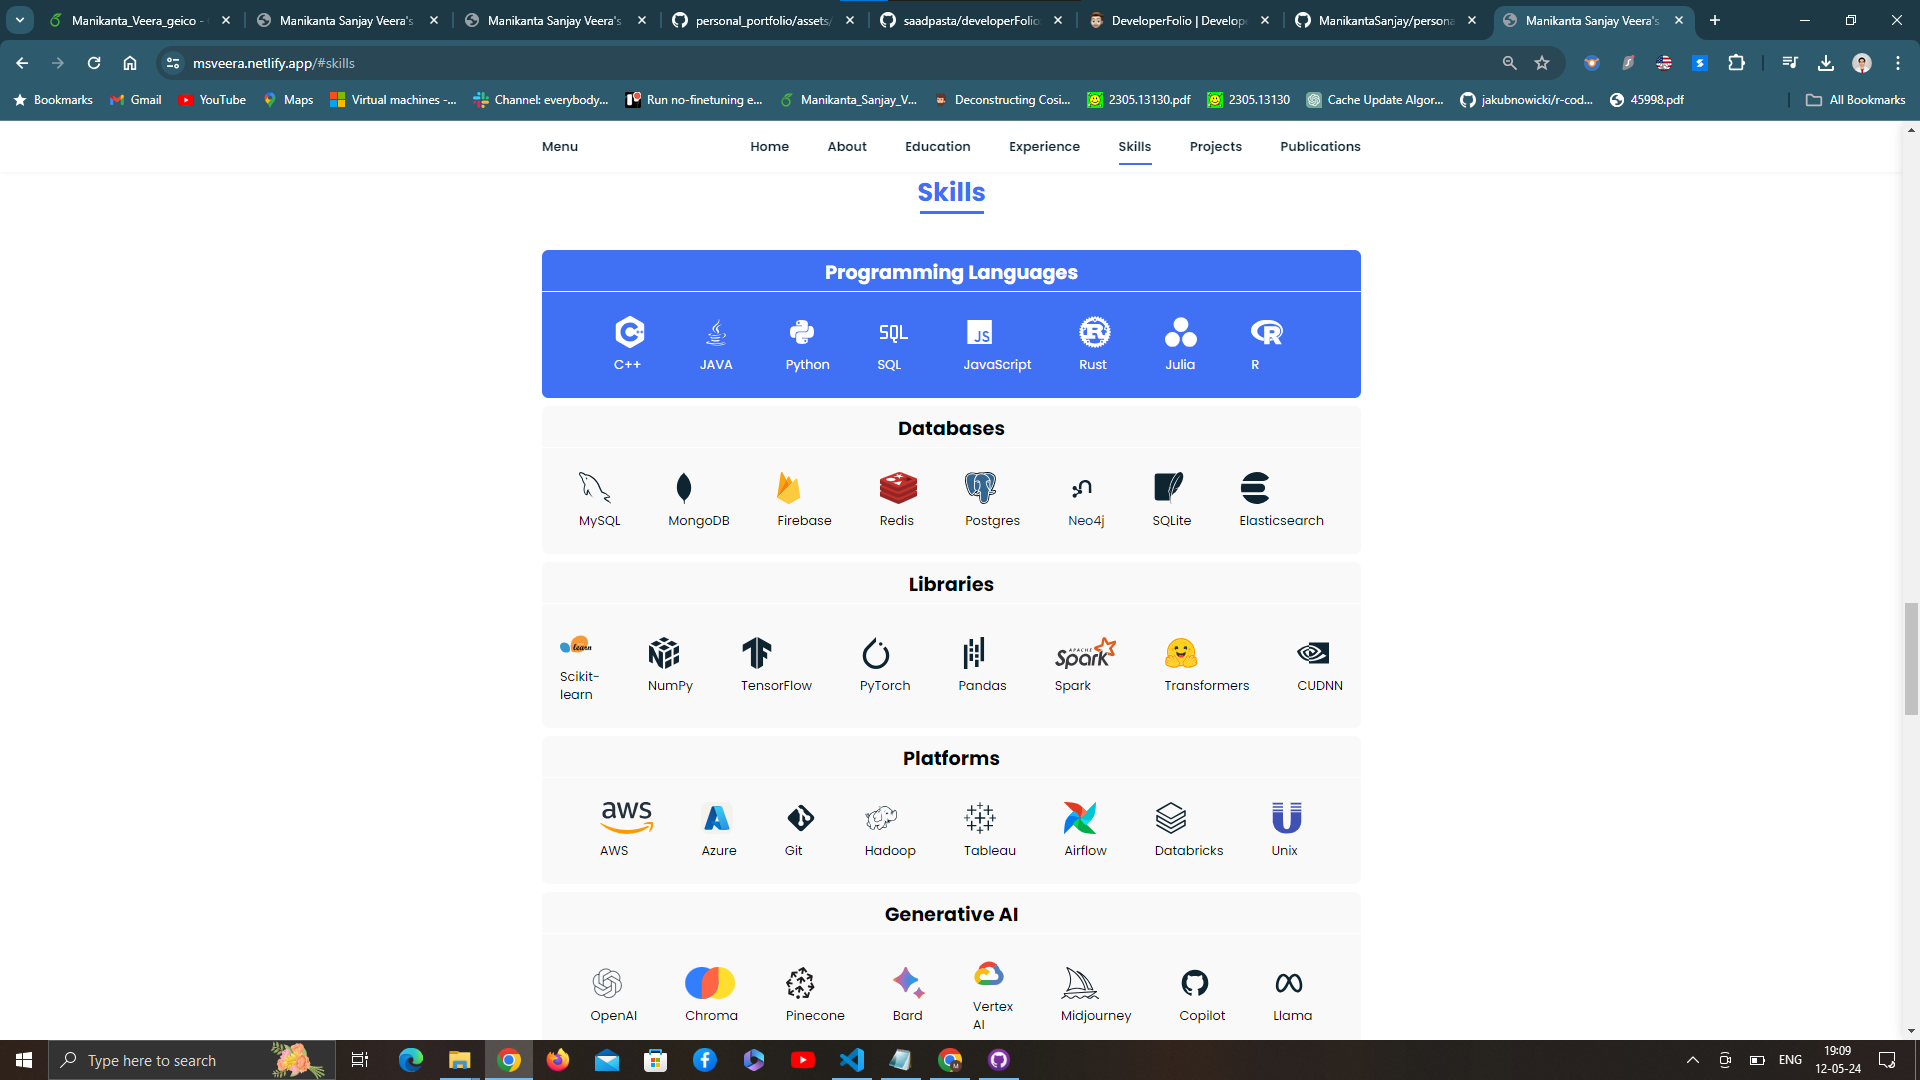 Manikanta_Veera_geico -
Manikanta Sanjay Veera's
Manikanta Sanjay Veera's
personal_portfolio/assets/
saadpasta/developerFolio
DeveloperFolio | Develope
ManikantaSanjay/persona
Manikanta Sanjay Veera's
msveera.netlify.app/#skills
Bookmarks
Gmail
YouTube
Maps
Virtual machines -...
Channel: everybody...
Run no-finetuning e...
Manikanta_Sanjay_V...
Deconstructing Cosi...
2305.13130.pdf
2305.13130
Cache Update Algor...
jakubnowicki/r-cod...
45998.pdf
All Bookmarks
Menu
Home
About
Education
Experience
Skills
Projects
Publications
Skills
Programming Languages
SQL
JS
C++
JAVA
Python
SQL
JavaScript
Rust
Julia
R
Databases
MySQL
MongoDB
Firebase
Redis
Postgres
Neo4j
SQLite
Elasticsearch
Libraries
learn
APACHE
Spark
Scikit-
learn
NumPy
TensorFlow
PyTorch
Pandas
Spark
Transformers
CUDNN
Platforms
aws
AWS
Azure
Git
Hadoop
Tableau
Airflow
Databricks
Unix
Generative AI
OpenAI
Chroma
Pinecone
Bard
Vertex
AI
Midjourney
Copilot
Llama
Type here to search
ENG
19:09
12-05-24